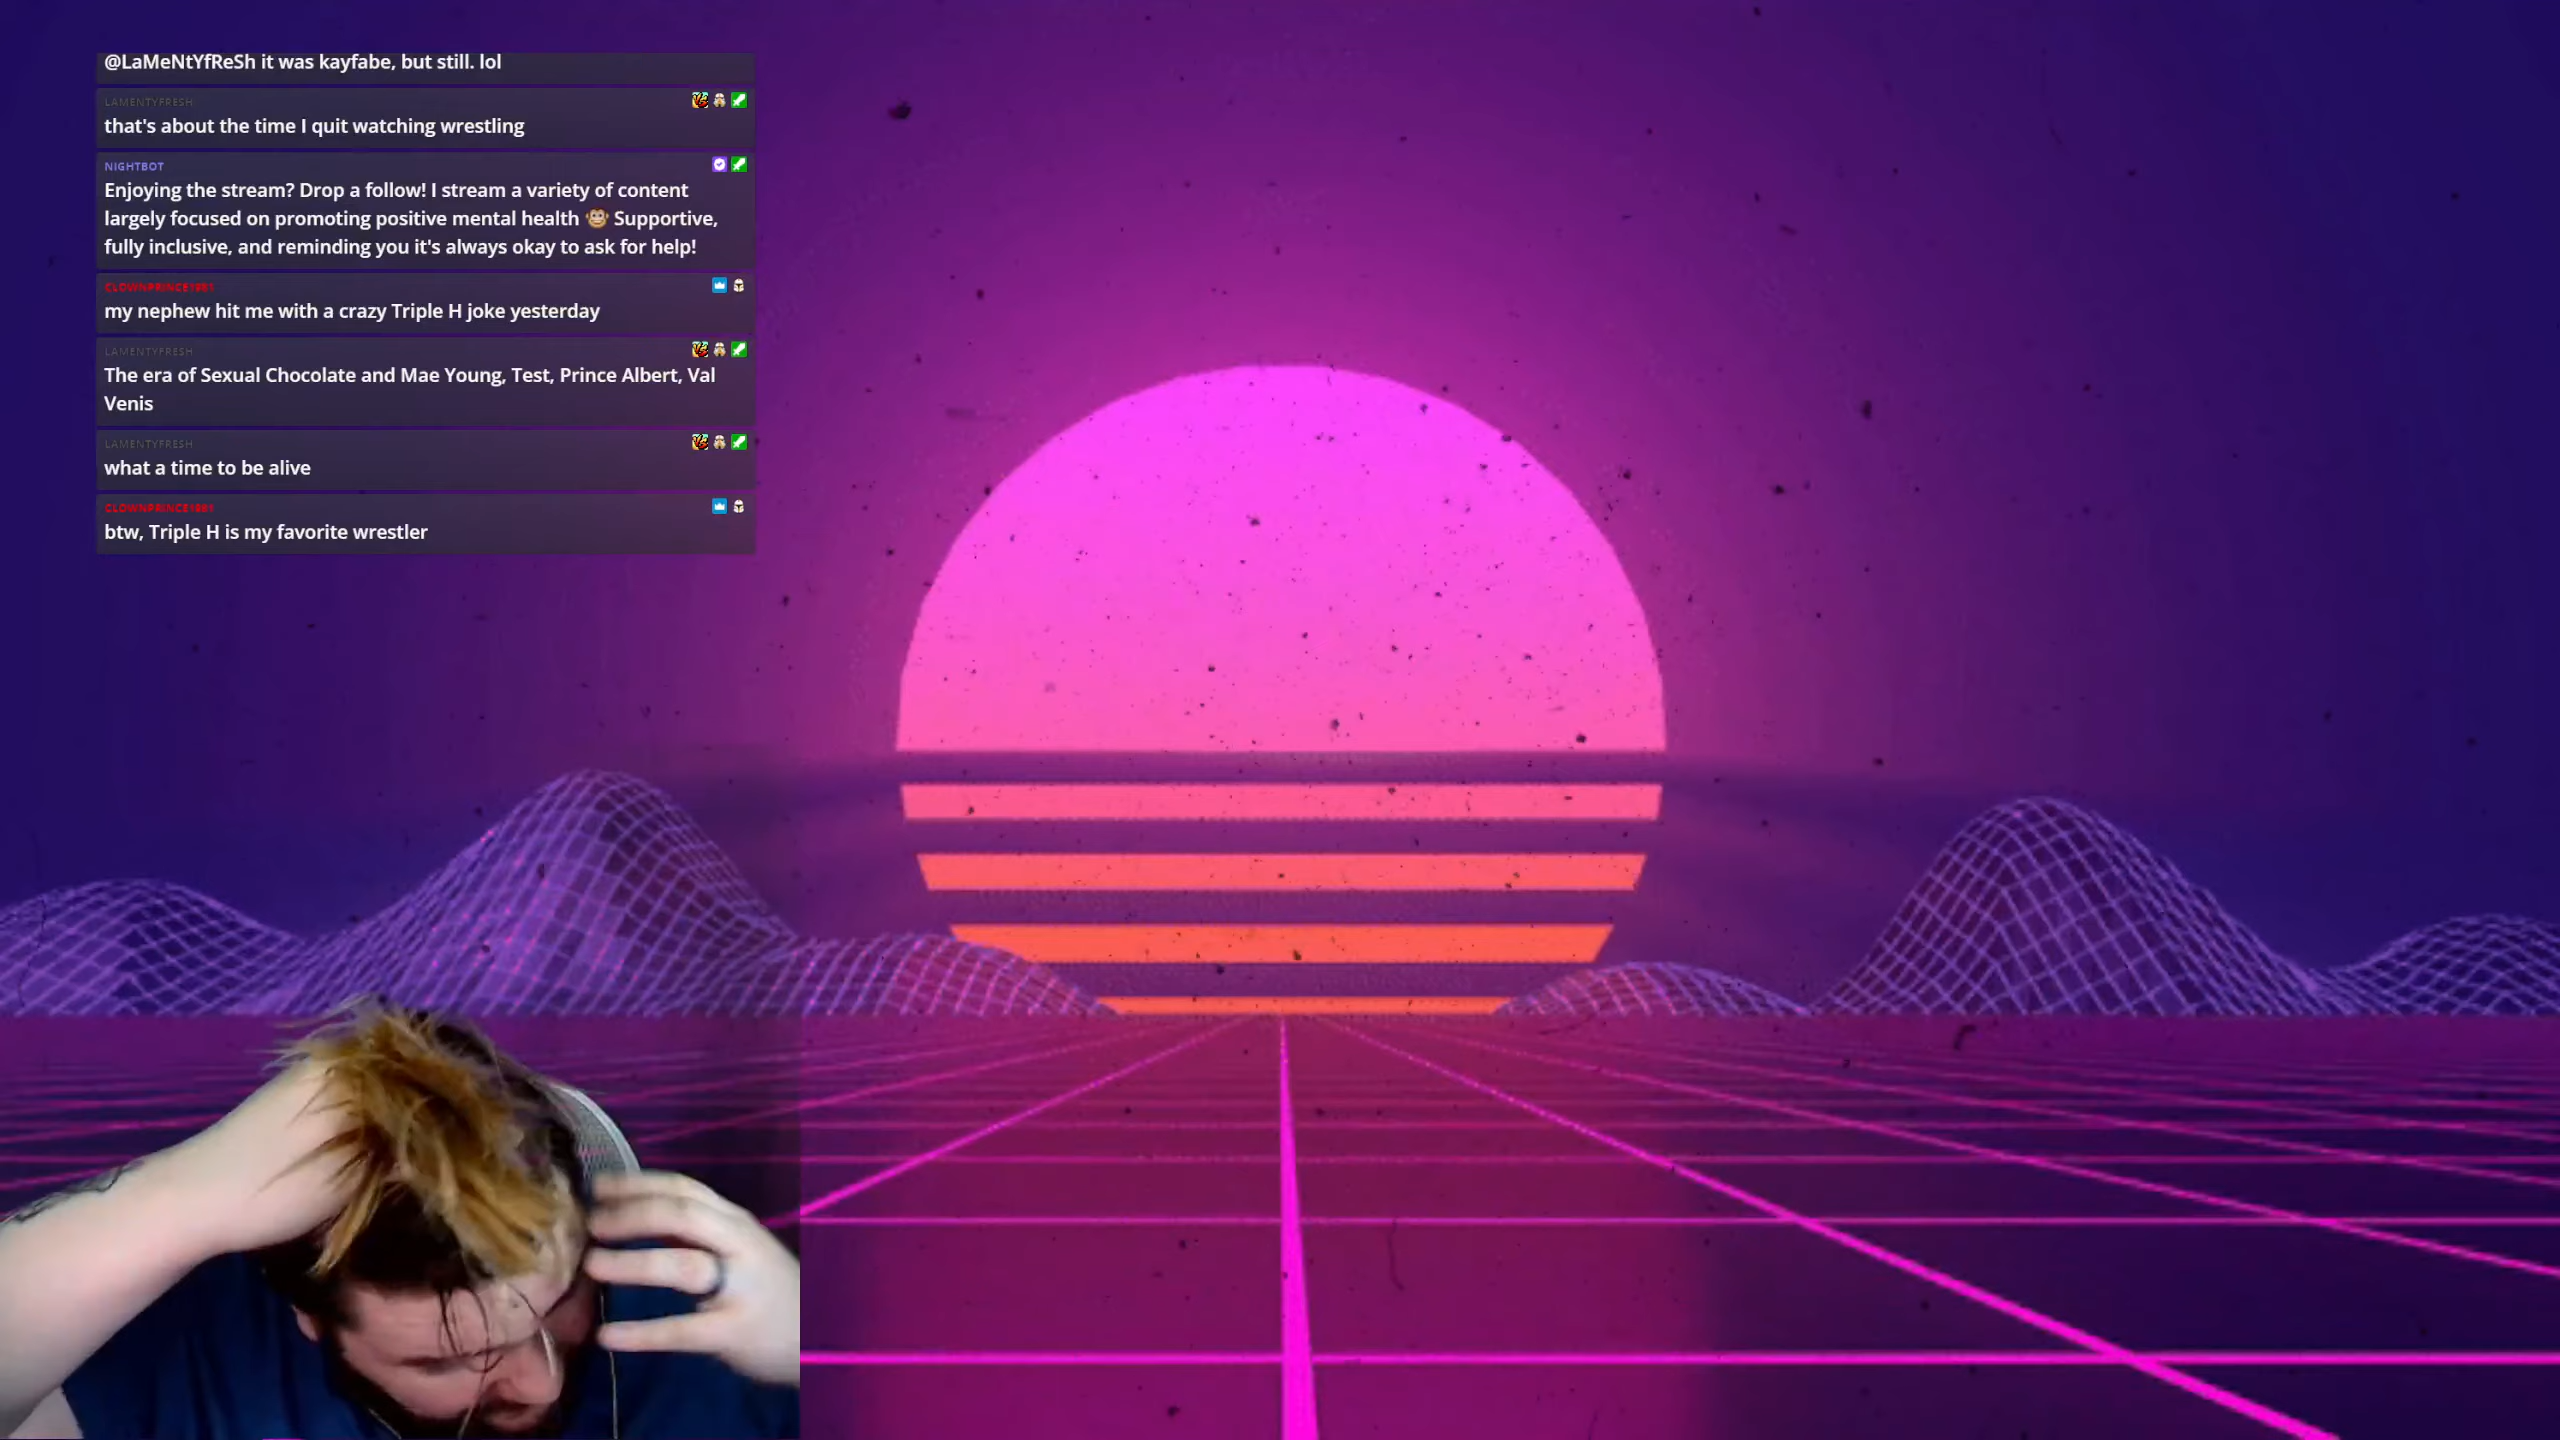 @LaMeNtYfReSh it was kayfabe, but still. lol
LAMENTYFRESH
that's about the time I quit watching wrestling
NIGHTBOT
Enjoying the stream? Drop a follow! I stream a variety of content
largely focused on promoting positive mental health 🐵 Supportive,
fully inclusive, and reminding you it's always okay to ask for help!
CLOWNPRINCE1981
my nephew hit me with a crazy Triple H joke yesterday
LAMENTYFRESH
The era of Sexual Chocolate and Mae Young, Test, Prince Albert, Val
Venis
LAMENTYFRESH
what a time to be alive
CLOWNPRINCE1981
btw, Triple H is my favorite wrestler